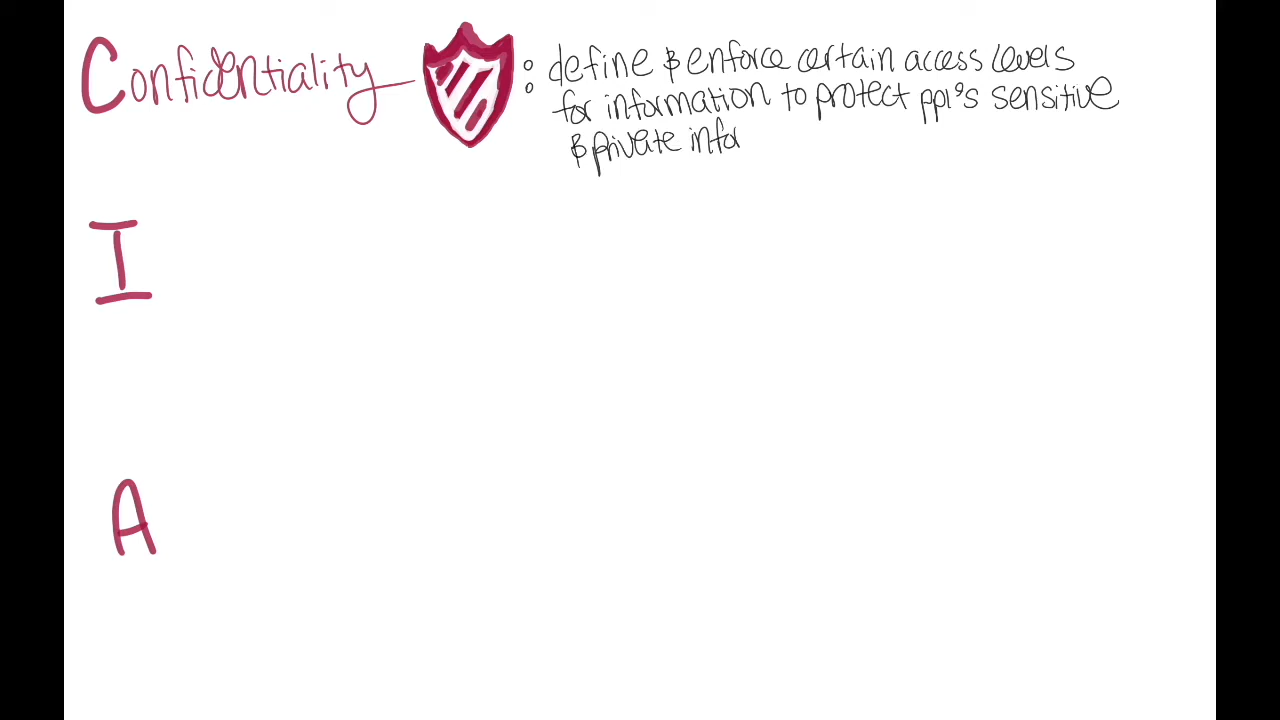 Confidentiality : define & enforce certain access levels
for information to protect ppl's sensitive
& private info
I
A